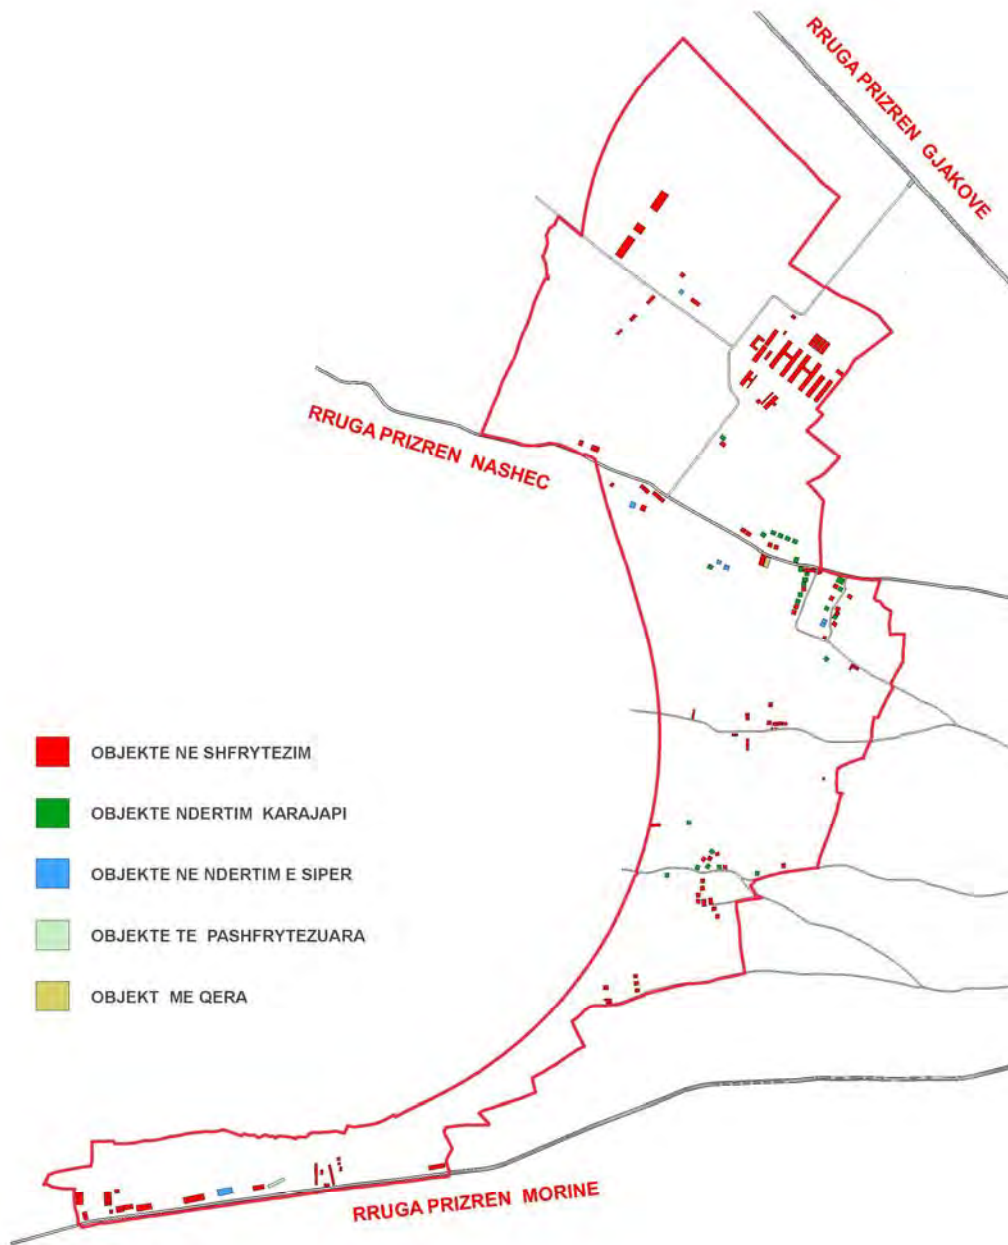 RRUGA PRIZREN GJAKOVE
RRUGA PRIZREN NASHEC
OBJEKTE NE SHFRYTEZIM
OBJEKTE NDERTIM KARAJAPI
OBJEKTE NE NDERTIM E SIPER
OBJEKTE TE PASHFRYTEZUARA
OBJEKT ME QERA
RRUGA PRIZREN MORINE